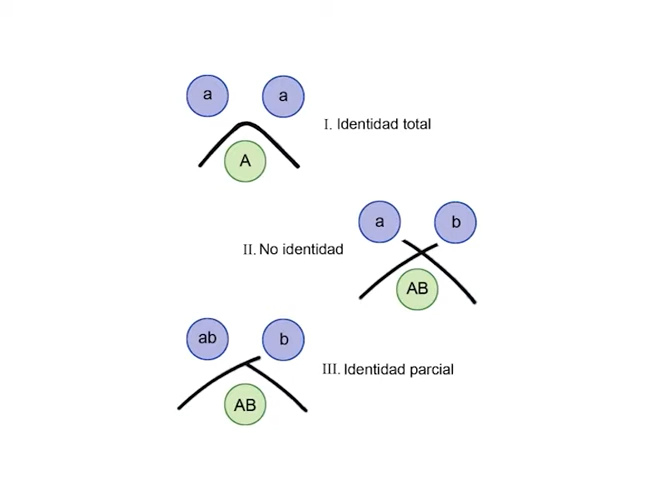 a a
I. Identidad total
A
a b
II. No identidad
AB
ab b
III. Identidad parcial
AB